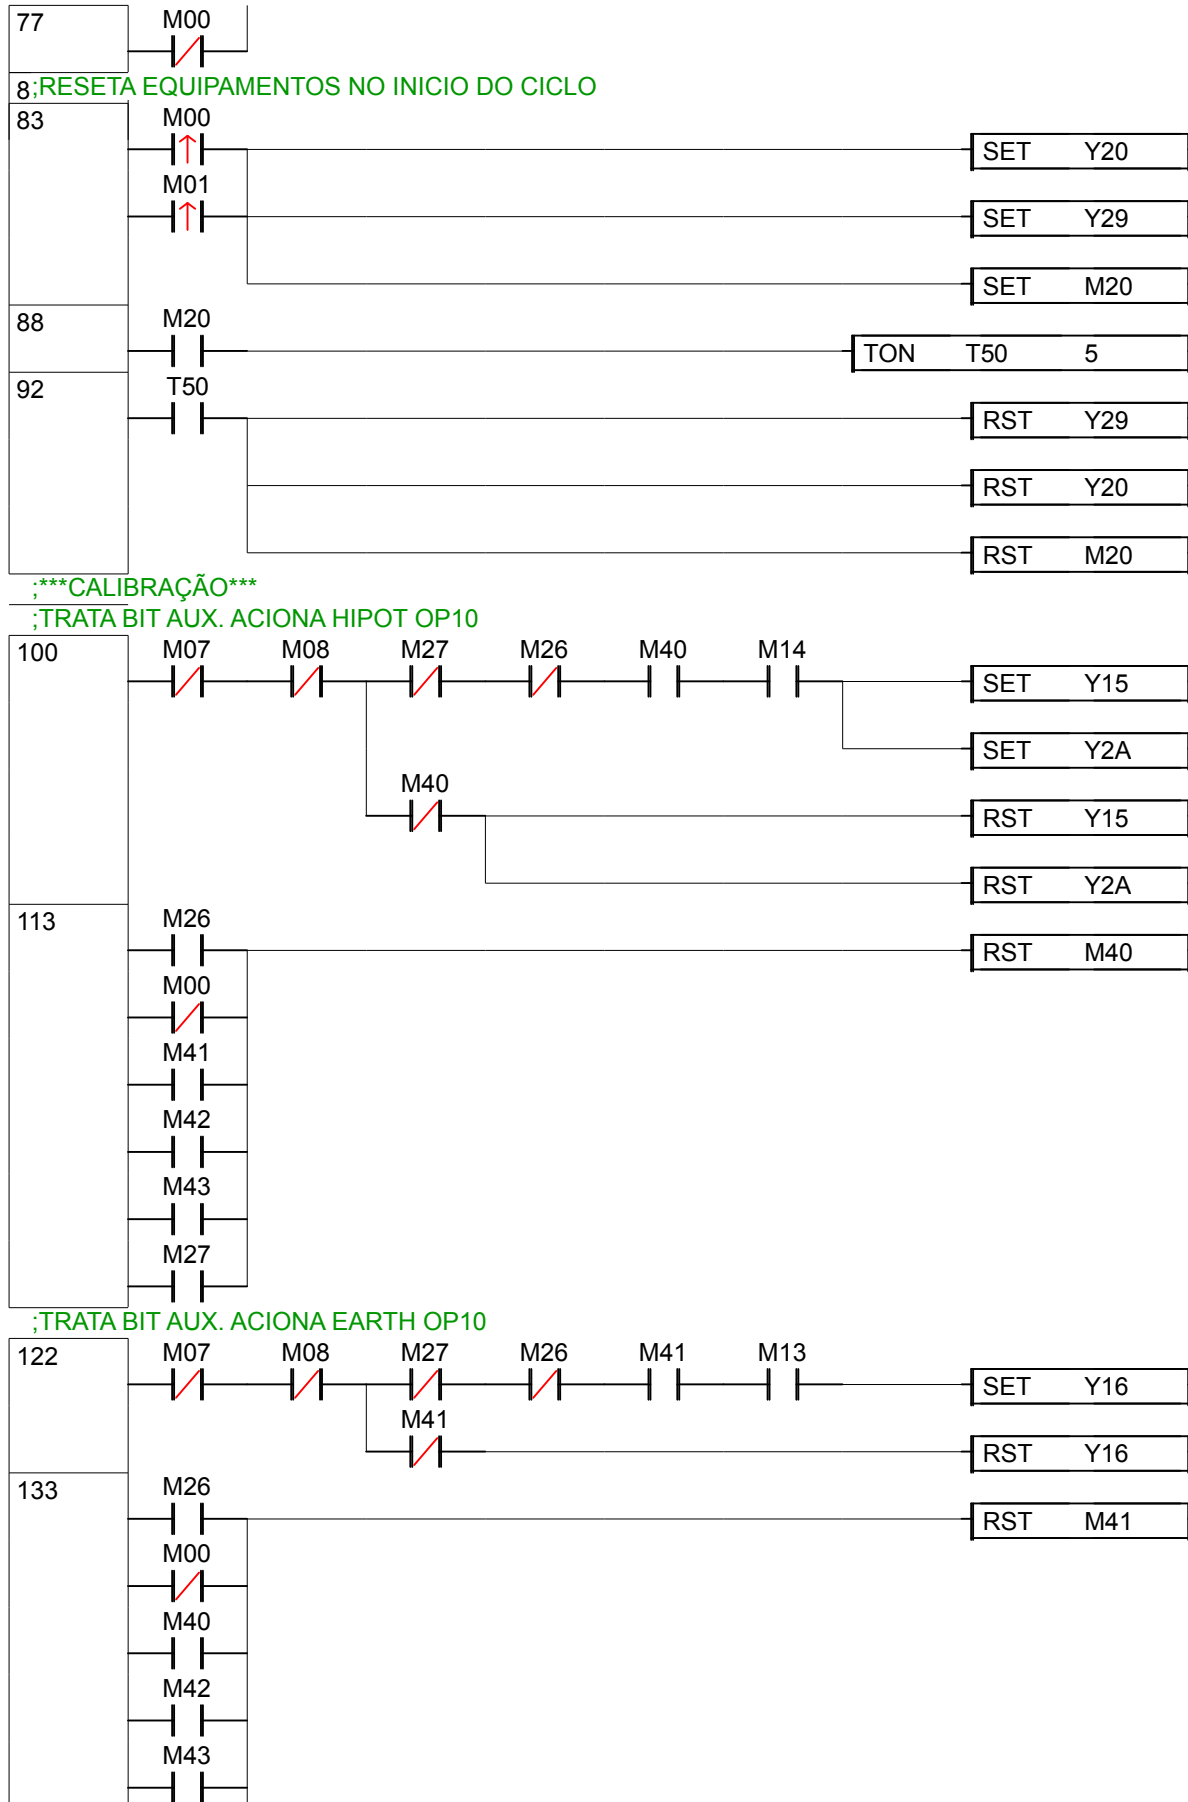 77 M00
8;RESETA EQUIPAMENTOS NO INICIO DO CICLO
83 M00
SET Y20
M01
SET Y29
SET M20
88 M20
TON T50 5
92 T50
RST Y29
RST Y20
RST M20
;***CALIBRAÇÃO***
;TRATA BIT AUX. ACIONA HIPOT OP10
100 M07 M08 M27 M26 M40 M14
SET Y15
SET Y2A
M40
RST Y15
RST Y2A
113 M26
RST M40
M00
M41
M42
M43
M27
;TRATA BIT AUX. ACIONA EARTH OP10
122 M07 M08 M27 M26 M41 M13
SET Y16
M41
RST Y16
133 M26
RST M41
M00
M40
M42
M43